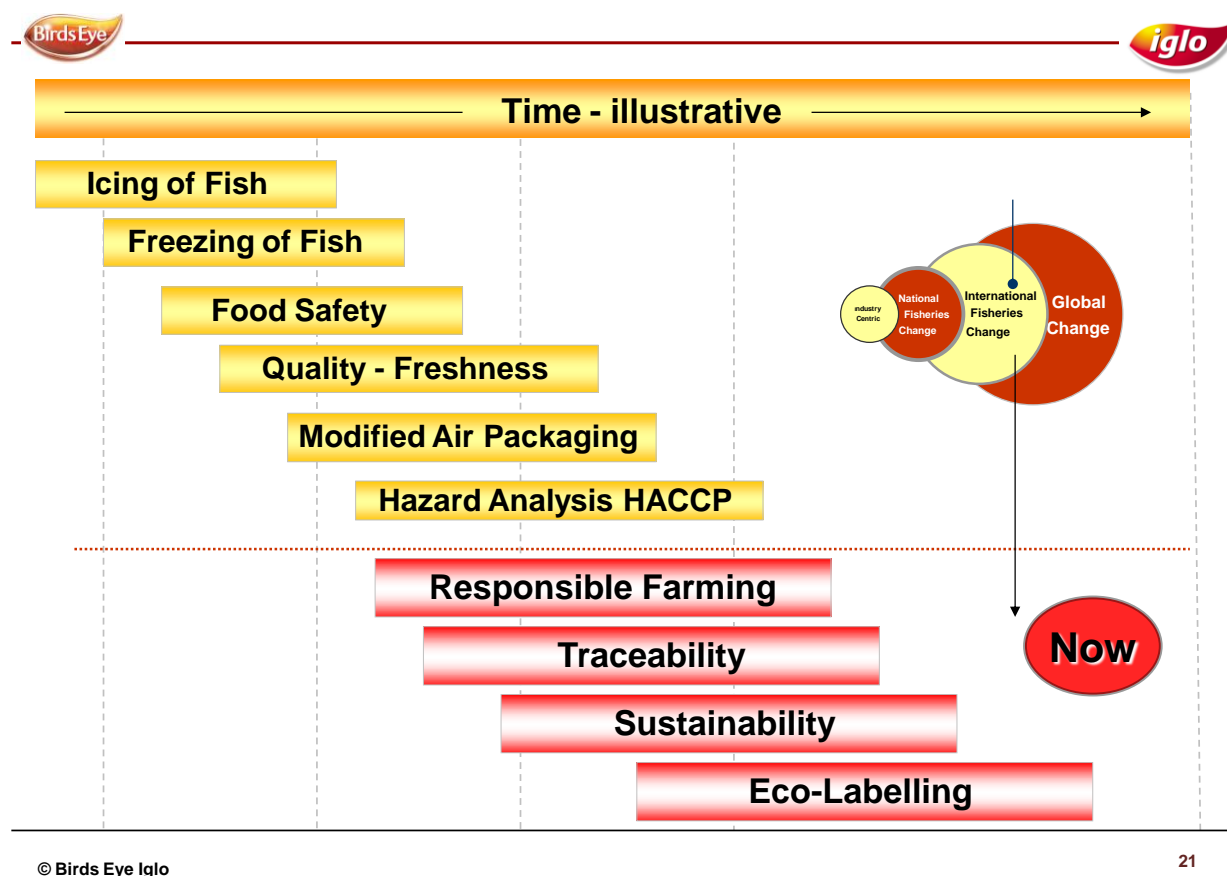 Birds Eye
iglo
Time - illustrative
Icing of Fish
Freezing of Fish
Food Safety
Quality - Freshness
Modified Air Packaging
Hazard Analysis HACCP
Industry
Centric
National
Fisheries
Change
International
Fisheries
Change
Global
Change
Responsible Farming
Traceability
Sustainability
Eco-Labelling
Now
© Birds Eye Iglo
21